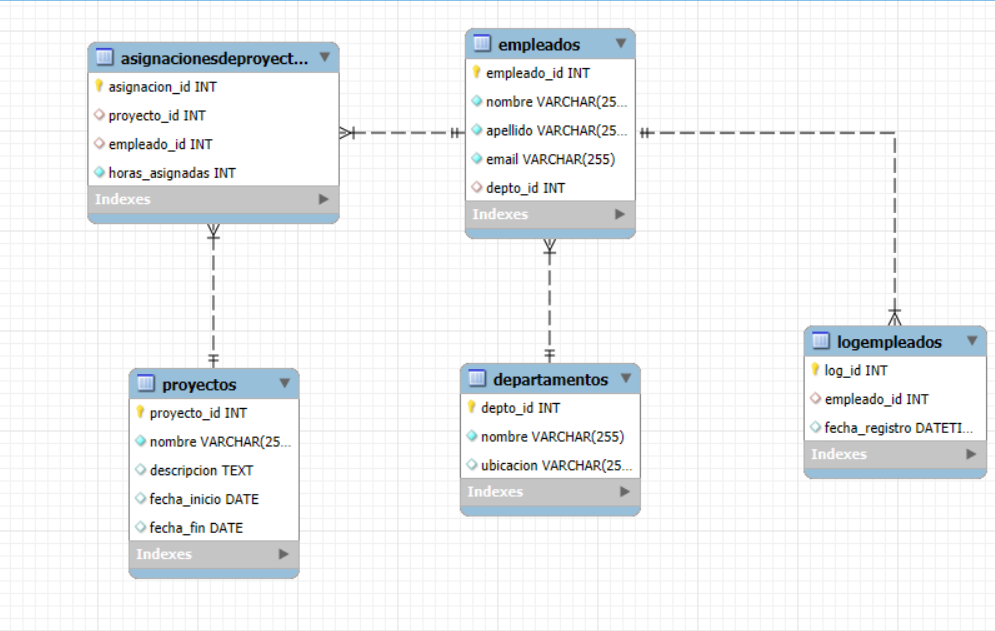 asignacionesdeproyect...
asignacion_id INT
proyecto_id INT
empleado_id INT
horas_asignadas INT
Indexes
empleados
empleado_id INT
nombre VARCHAR(25...
apellido VARCHAR(25...
email VARCHAR(255)
depto_id INT
Indexes
proyectos
proyecto_id INT
nombre VARCHAR(25...
descripcion TEXT
fecha_inicio DATE
fecha_fin DATE
Indexes
departamentos
depto_id INT
nombre VARCHAR(255)
ubicacion VARCHAR(25...
Indexes
logempleados
log_id INT
empleado_id INT
fecha_registro DATETI...
Indexes